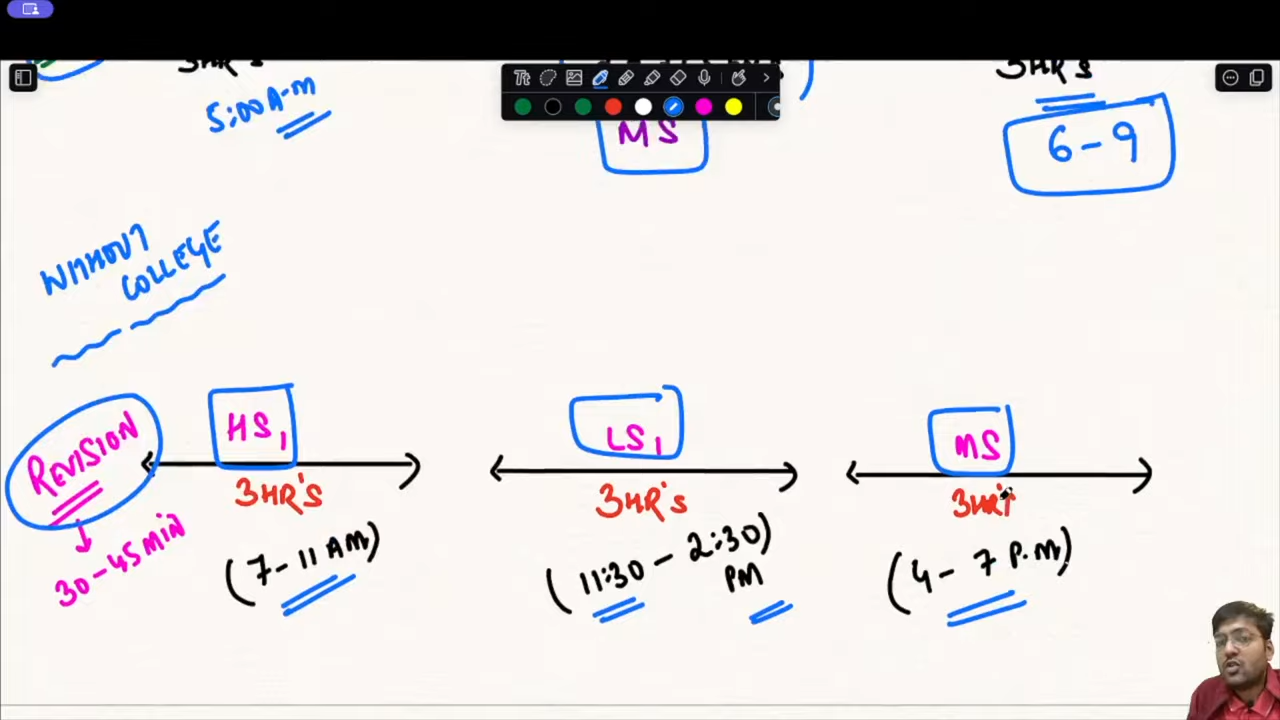 3HR's
3HR's
5:00 A-M
MS
6-9
WITHOUT
COLLEGE
REVISION
HS1
LS1
MS
3HR'S
3HR's
3HR's
30-45 MIN
(7-11 AM)
(11:30 - 2:30)
PM
(4-7 P.M)